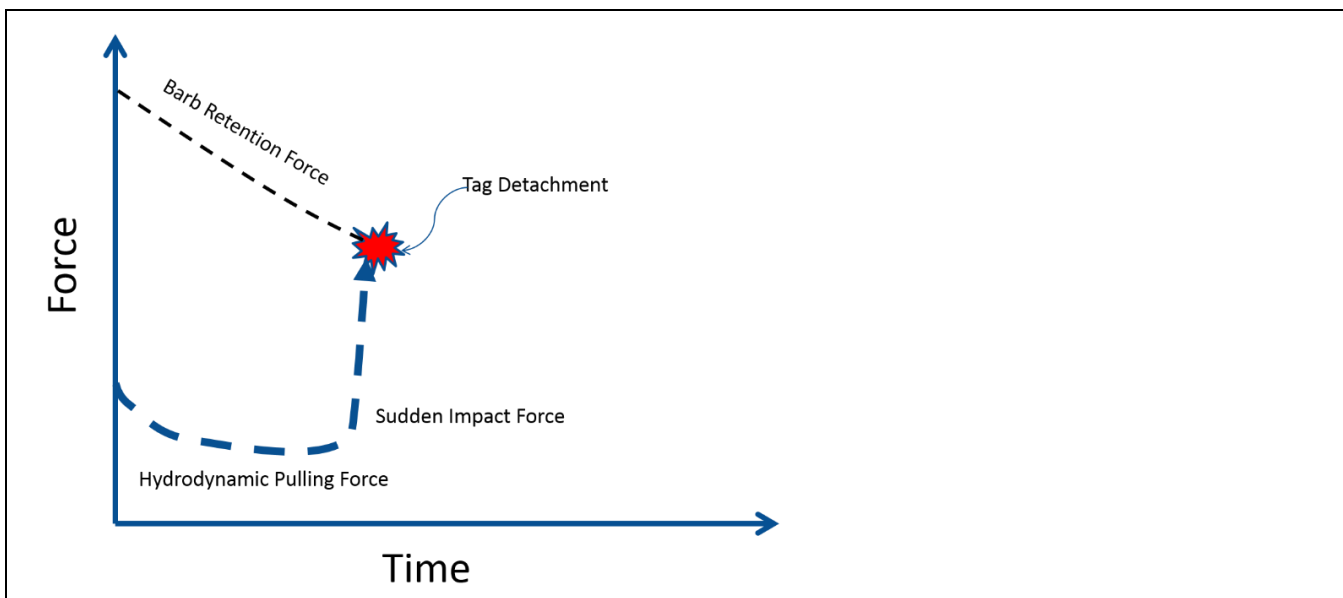 Barb Retention Force
Tag Detachment
Force
Sudden Impact Force
Hydrodynamic Pulling Force
Time